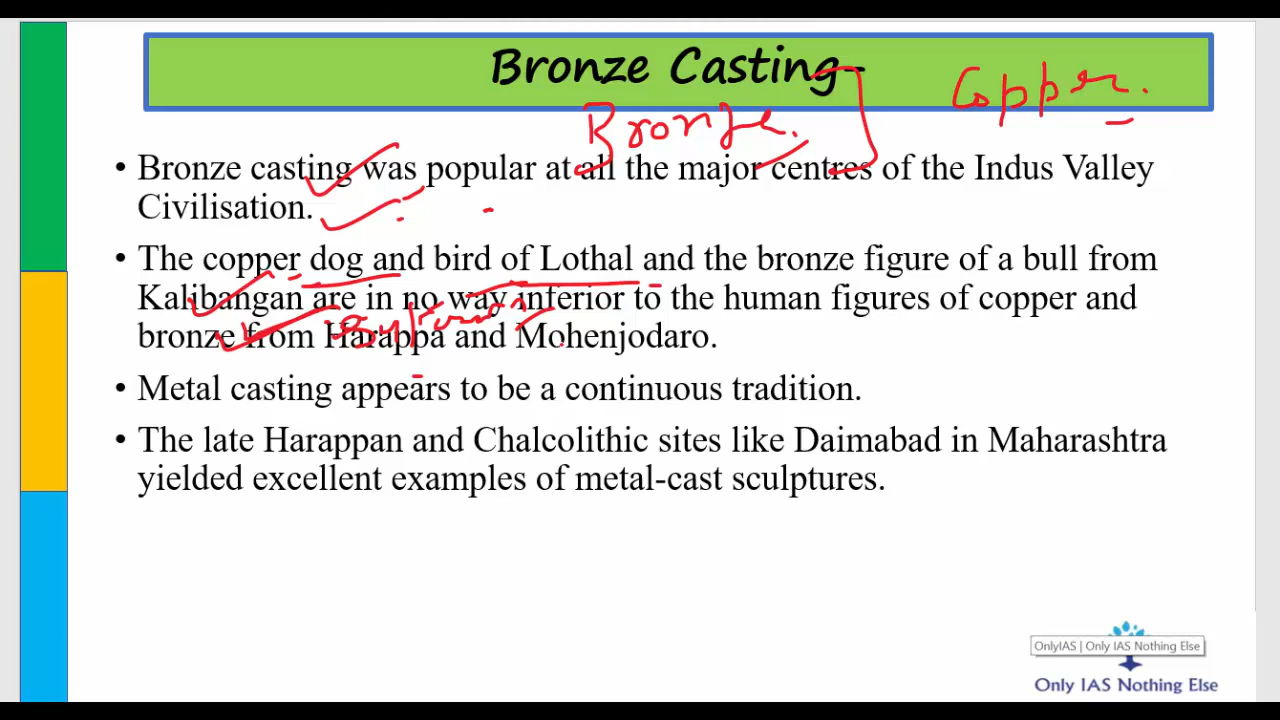 Bronze Casting-
Copper.
Bronze.
• Bronze casting was popular at all the major centres of the Indus Valley
Civilisation.
• The copper dog and bird of Lothal and the bronze figure of a bull from
Kalibangan are in no way inferior to the human figures of copper and
bronze from Harappa and Mohenjodaro.
• Metal casting appears to be a continuous tradition.
• The late Harappan and Chalcolithic sites like Daimabad in Maharashtra
yielded excellent examples of metal-cast sculptures.
OnlyIAS | Only IAS Nothing Else
Only IAS Nothing Else